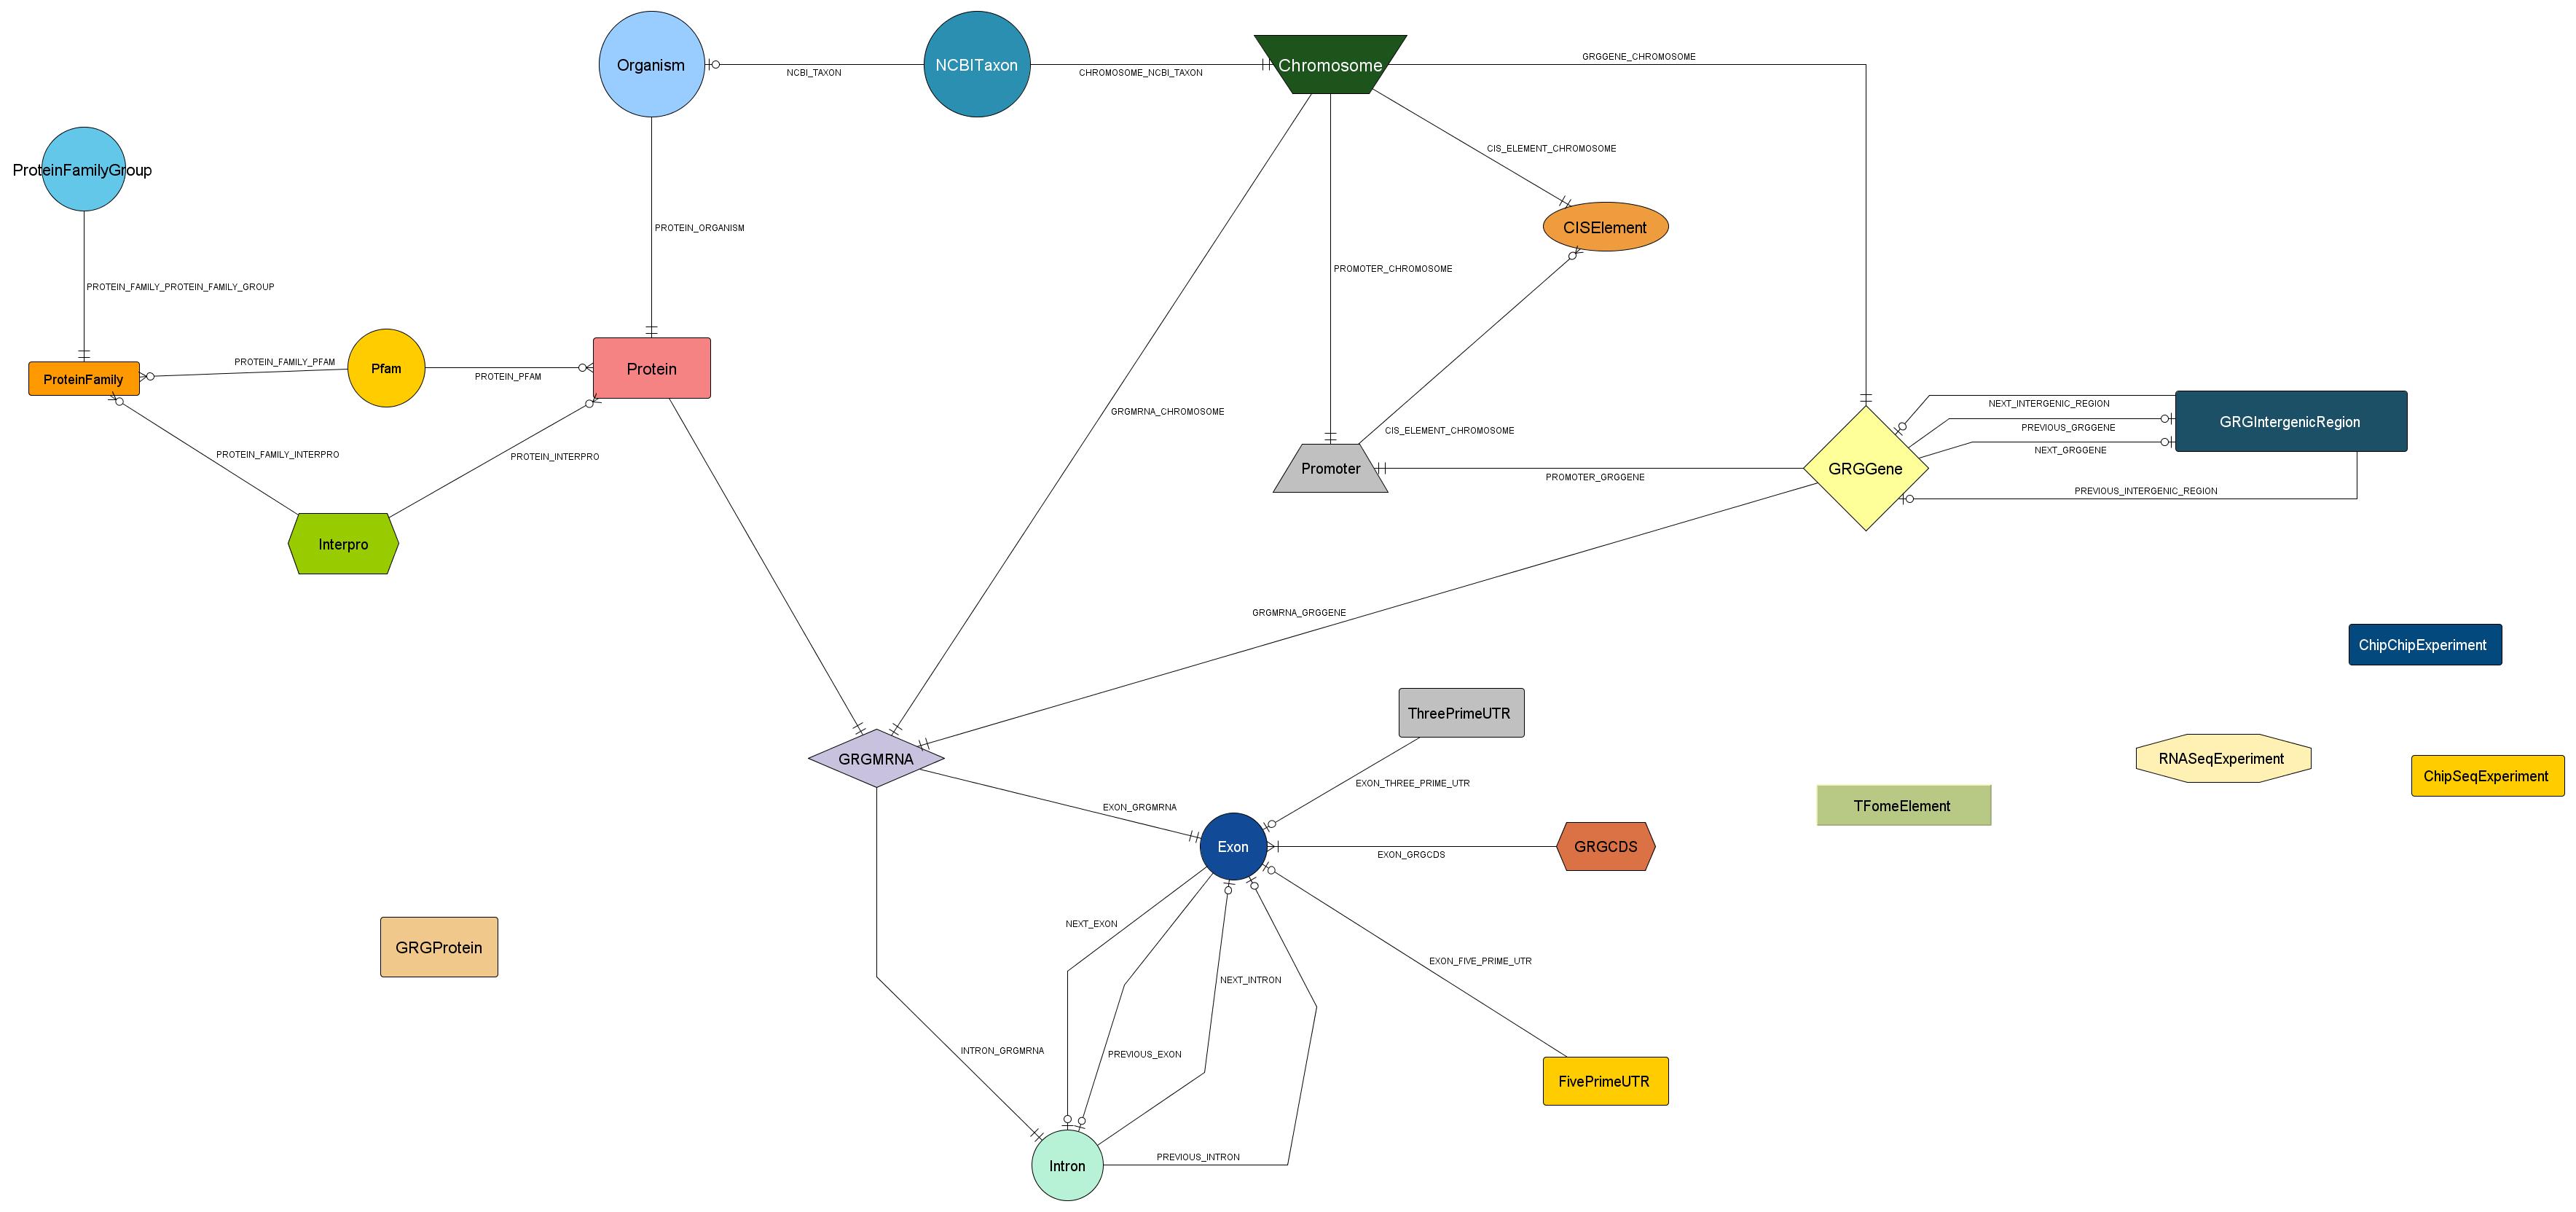 Organism
NCBI_TAXON
NCBITaxon
CHROMOSOME_NCBI_TAXON
Chromosome
GRGGENE_CHROMOSOME
CIS_ELEMENT_CHROMOSOME
ProteinFamilyGroup
PROTEIN_ORGANISM
CISElement
PROMOTER_CHROMOSOME
PROTEIN_FAMILY_PROTEIN_FAMILY_GROUP
PROTEIN_FAMILY_PFAM
Pfam
PROTEIN_PFAM
Protein
ProteinFamily
GRGMRNA_CHROMOSOME
CIS_ELEMENT_CHROMOSOME
NEXT_INTERGENIC_REGION
PREVIOUS_GRGGENE
NEXT_GRGGENE
GRGIntergenicRegion
PROTEIN_FAMILY_INTERPRO
PROTEIN_INTERPRO
Promoter
PROMOTER_GRGGENE
GRGGene
PREVIOUS_INTERGENIC_REGION
Interpro
GRGMRNA_GRGGENE
ChipChipExperiment
ThreePrimeUTR
GRGMRNA
RNASeqExperiment
ChipSeqExperiment
EXON_THREE_PRIME_UTR
EXON_GRGMRNA
TFomeElement
Exon
EXON_GRGCDS
GRGCDS
NEXT_EXON
GRGProtein
EXON_FIVE_PRIME_UTR
NEXT_INTRON
INTRON_GRGMRNA
PREVIOUS_EXON
FivePrimeUTR
PREVIOUS_INTRON
Intron